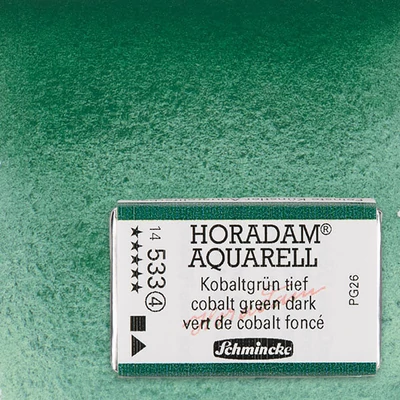 HORADAM®
AQUARELL
Kobaltgrün tief
cobalt green dark
vert de cobalt foncé
Schmincke
14 533 ④
★★★★★
PG26